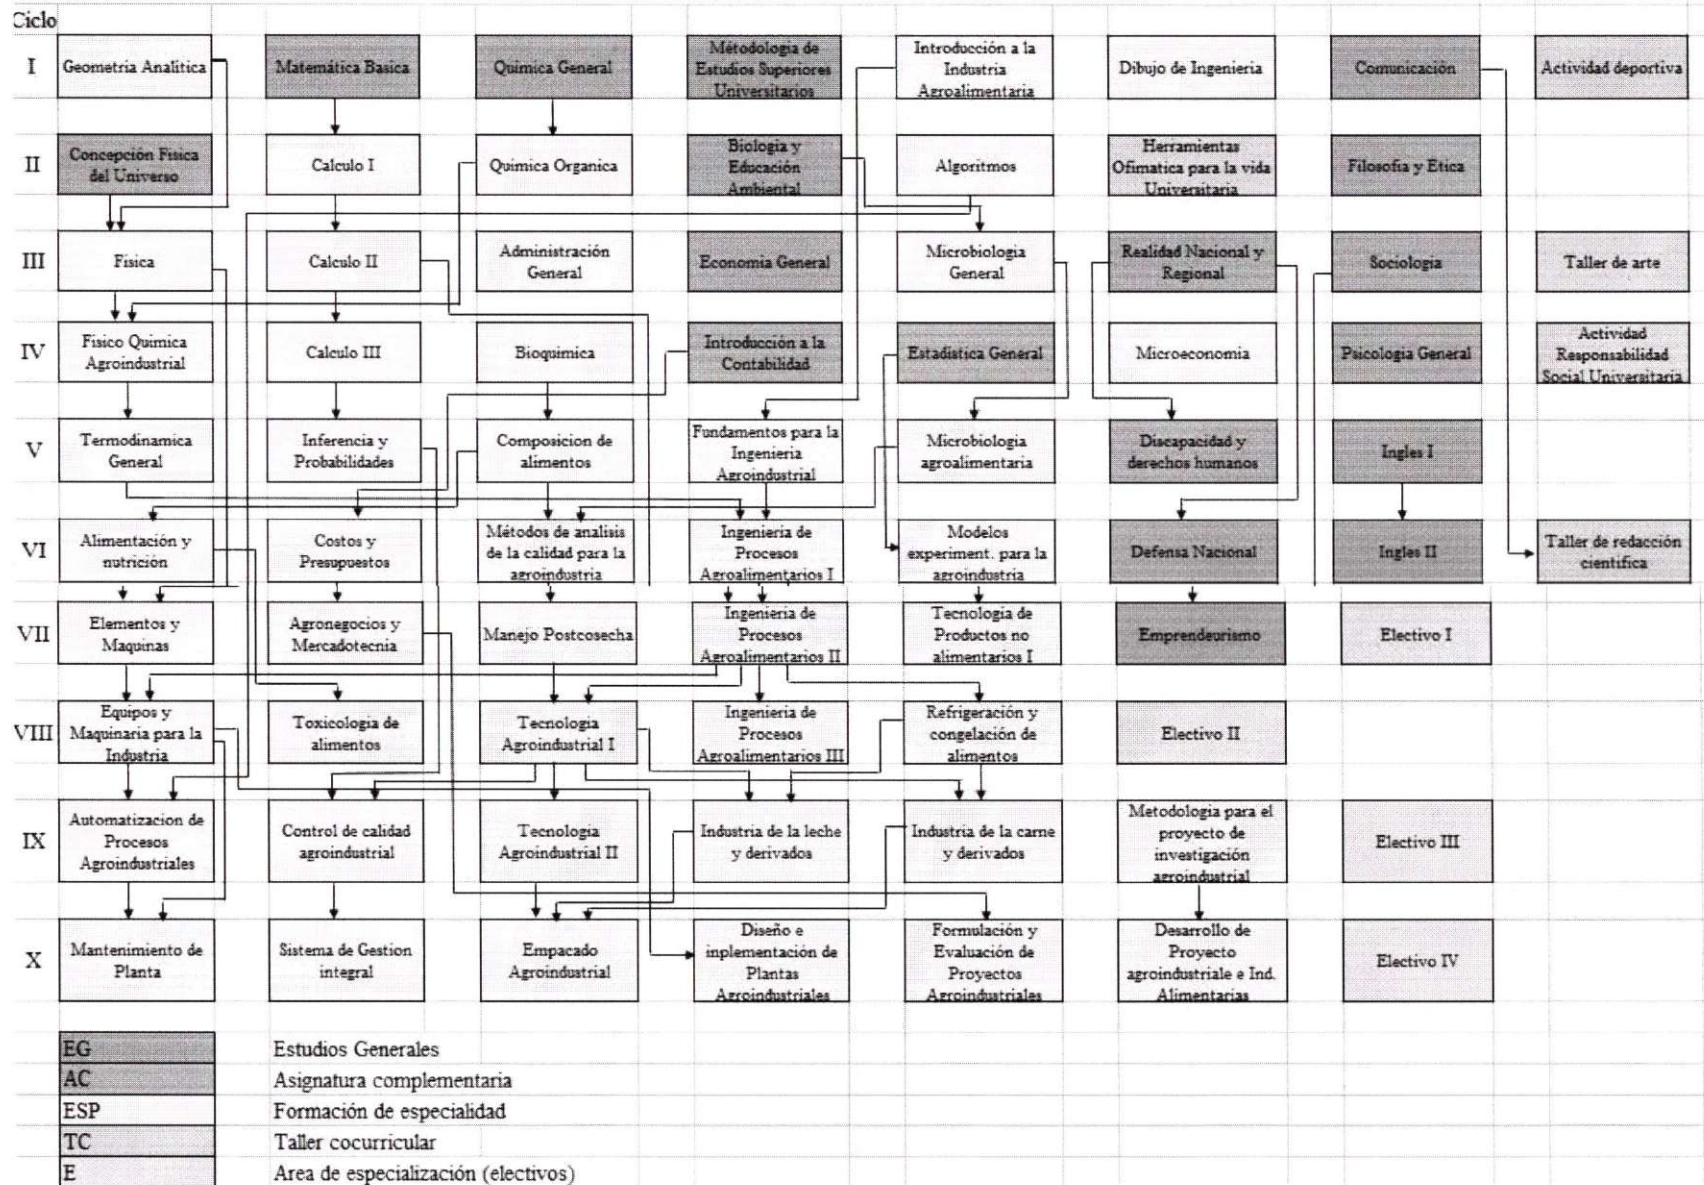 Ciclo
I
Geometria Analitica
Matemática Basica
Quimica General
Métodologia de
Estudios Superiores
Universitarios
Introducción a la
Industria
Agroalimentaria
Dibujo de Ingenieria
Comunicación
Actividad deportiva
II
Concepción Fisica
del Universo
Calculo I
Quimica Organica
Biologia y
Educación
Ambiental
Algoritmos
Herramientas
Ofimatica para la vida
Universitaria
Filosofia y Etica
III
Fisica
Calculo II
Administración
General
Economia General
Microbiologia
General
Realidad Nacional y
Regional
Sociologia
Taller de arte
IV
Fisico Quimica
Agroindustrial
Calculo III
Bioquimica
Introducción a la
Contabilidad
Estadistica General
Microeconomia
Psicologia General
Actividad
Responsabilidad
Social Universitaria
V
Termodinamica
General
Inferencia y
Probabilidades
Composicion de
alimentos
Fundamentos para la
Ingenieria
Agroindustrial
Microbiologia
agroalimentaria
Discapacidad y
derechos humanos
Ingles I
VI
Alimentación y
nutrición
Costos y
Presupuestos
Métodos de analisis
de la calidad para la
agroindustria
Ingenieria de
Procesos
Agroalimentarios I
Modelos
experiment. para la
agroindustria
Defensa Nacional
Ingles II
Taller de redacción
cientifica
VII
Elementos y
Maquinas
Agronegocios y
Mercadotecnia
Manejo Postcosecha
Ingenieria de
Procesos
Agroalimentarios II
Tecnologia de
Productos no
alimentarios I
Emprendeurismo
Electivo I
VIII
Equipos y
Maquinaria para la
Industria
Toxicologia de
alimentos
Tecnologia
Agroindustrial I
Ingenieria de
Procesos
Agroalimentarios III
Refrigeración y
congelación de
alimentos
Electivo II
IX
Automatizacion de
Procesos
Agroindustriales
Control de calidad
agroindustrial
Tecnologia
Agroindustrial II
Industria de la leche
y derivados
Industria de la carne
y derivados
Metodologia para el
proyecto de
investigación
agroindustrial
Electivo III
X
Mantenimiento de
Planta
Sistema de Gestion
integral
Empacado
Agroindustrial
Diseño e
inplementación de
Plantas
Agroindustriales
Formulación y
Evaluación de
Proyectos
Agroindustriales
Desarrollo de
Proyecto
agroindustriale e Ind.
Alimentarias
Electivo IV
EG Estudios Generales
AC Asignatura complementaria
ESP Formación de especialidad
TC Taller cocurricular
E Area de especialización (electivos)